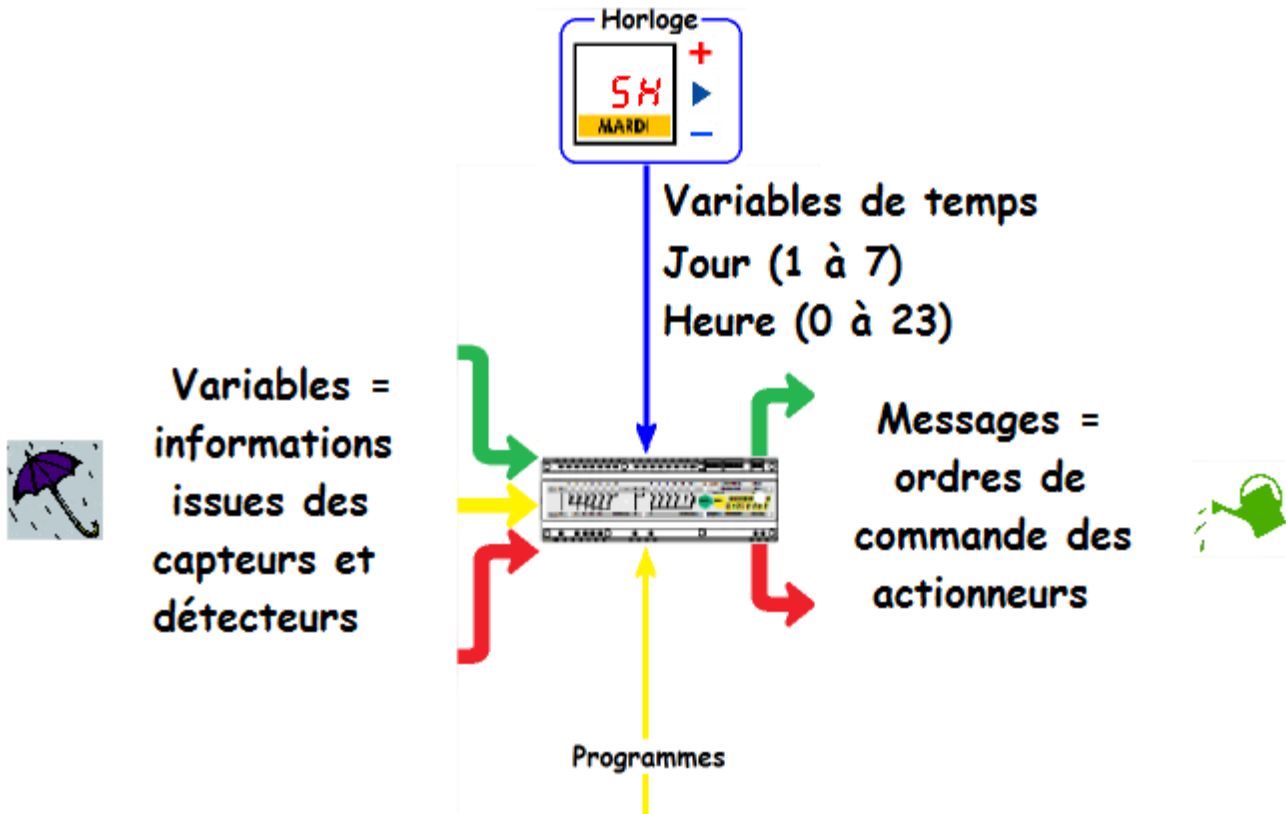 Horloge
5H
MARDI
Variables de temps
Jour (1 à 7)
Heure (0 à 23)
Variables =
informations
issues des
capteurs et
détecteurs
Messages =
ordres de
commande des
actionneurs
Programmes